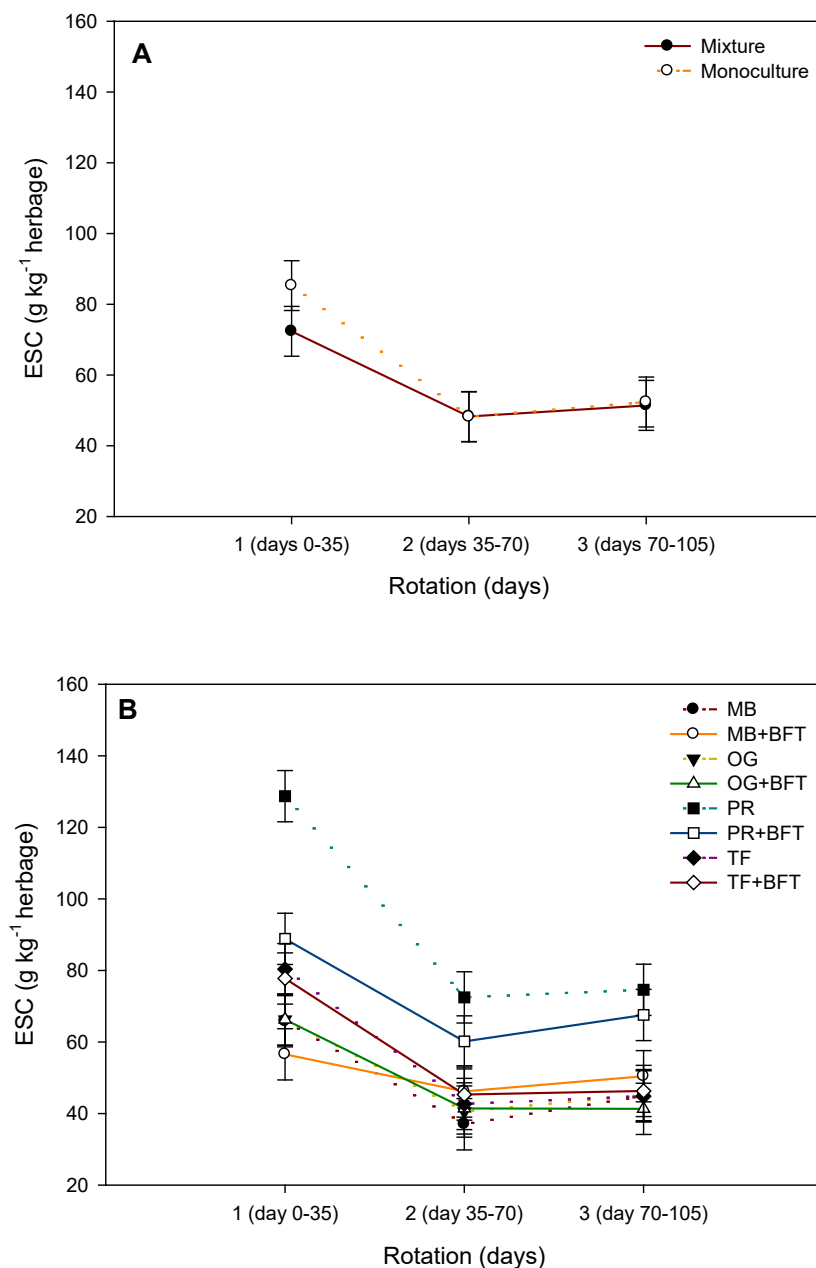 A
Mixture
Monoculture
160
140
120
100
80
60
40
20
ESC (g kg⁻¹ herbage)
1 (days 0-35) 2 (days 35-70) 3 (days 70-105)
Rotation (days)
B
MB
MB+BFT
OG
OG+BFT
PR
PR+BFT
TF
TF+BFT
160
140
120
100
80
60
40
20
ESC (g kg⁻¹ herbage)
1 (day 0-35) 2 (day 35-70) 3 (day 70-105)
Rotation (days)